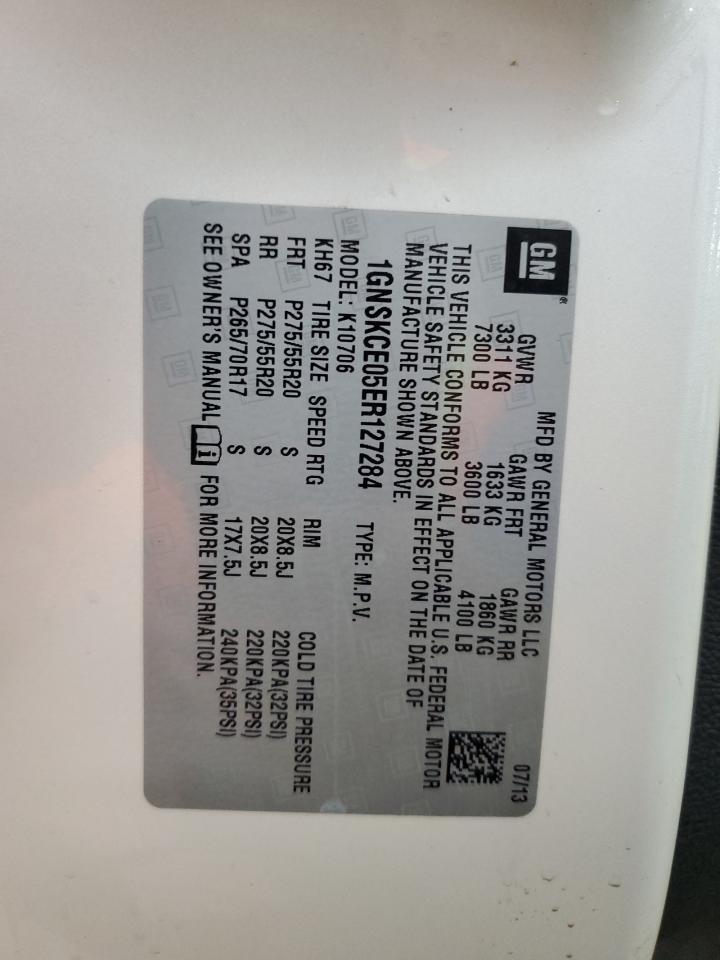 GM®
MFD BY GENERAL MOTORS LLC 07/13
GVWR GAWR FRT GAWR RR
3311 KG 1633 KG 1860 KG
7300 LB 3600 LB 4100 LB
THIS VEHICLE CONFORMS TO ALL APPLICABLE U.S. FEDERAL MOTOR
VEHICLE SAFETY STANDARDS IN EFFECT ON THE DATE OF
MANUFACTURE SHOWN ABOVE.
1GNSKCE05ER127284 TYPE: M.P.V.
MODEL: K10706
KH67 TIRE SIZE SPEED RTG RIM COLD TIRE PRESSURE
FRT P275/55R20 S 20X8.5J 220KPA(32PSI)
RR P275/55R20 S 20X8.5J 220KPA(32PSI)
SPA P265/70R17 S 17X7.5J 240KPA(35PSI)
SEE OWNER'S MANUAL i FOR MORE INFORMATION.